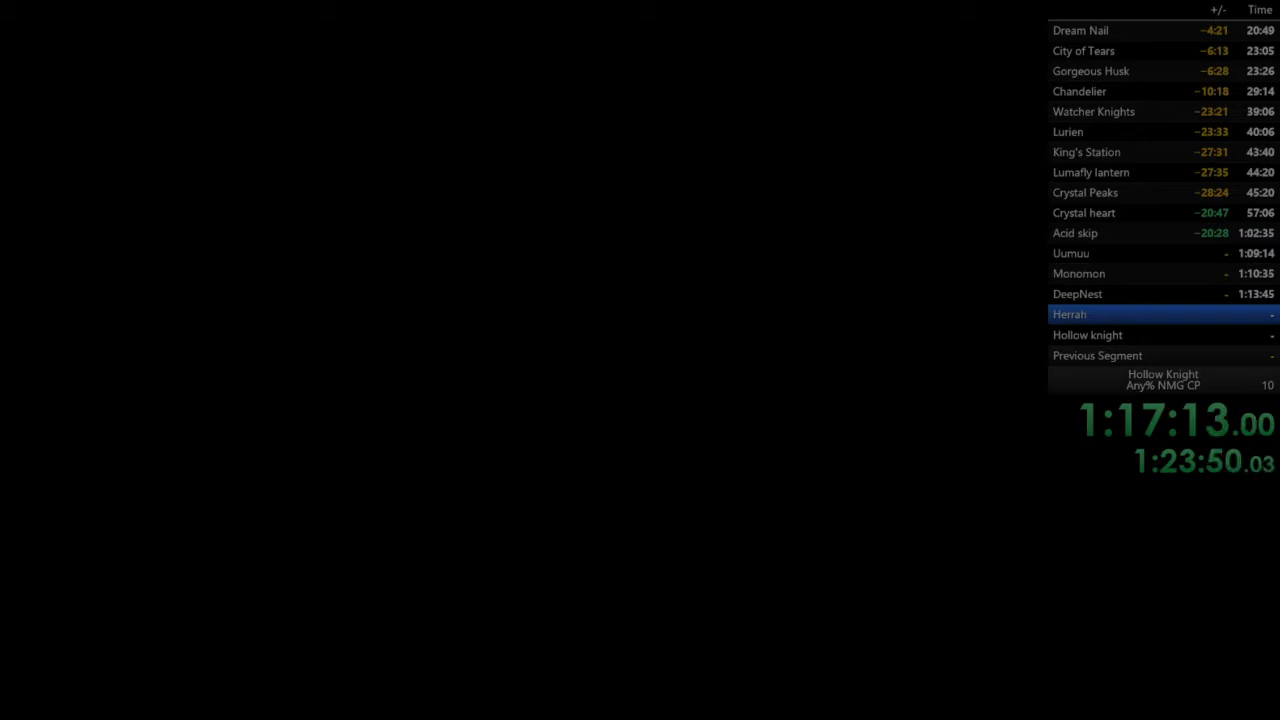 +/- Time
Dream Nail −4:21 20:49
City of Tears −6:13 23:05
Gorgeous Husk −6:28 23:26
Chandelier −10:18 29:14
Watcher Knights −23:21 39:06
Lurien −23:33 40:06
King's Station −27:31 43:40
Lumafly lantern −27:35 44:20
Crystal Peaks −28:24 45:20
Crystal heart −20:47 57:06
Acid skip −20:28 1:02:35
Uumuu - 1:09:14
Monomon - 1:10:35
DeepNest - 1:13:45
Herrah -
Hollow knight -
Previous Segment -
Hollow Knight
Any% NMG CP 10
1:17:13.00
1:23:50.03